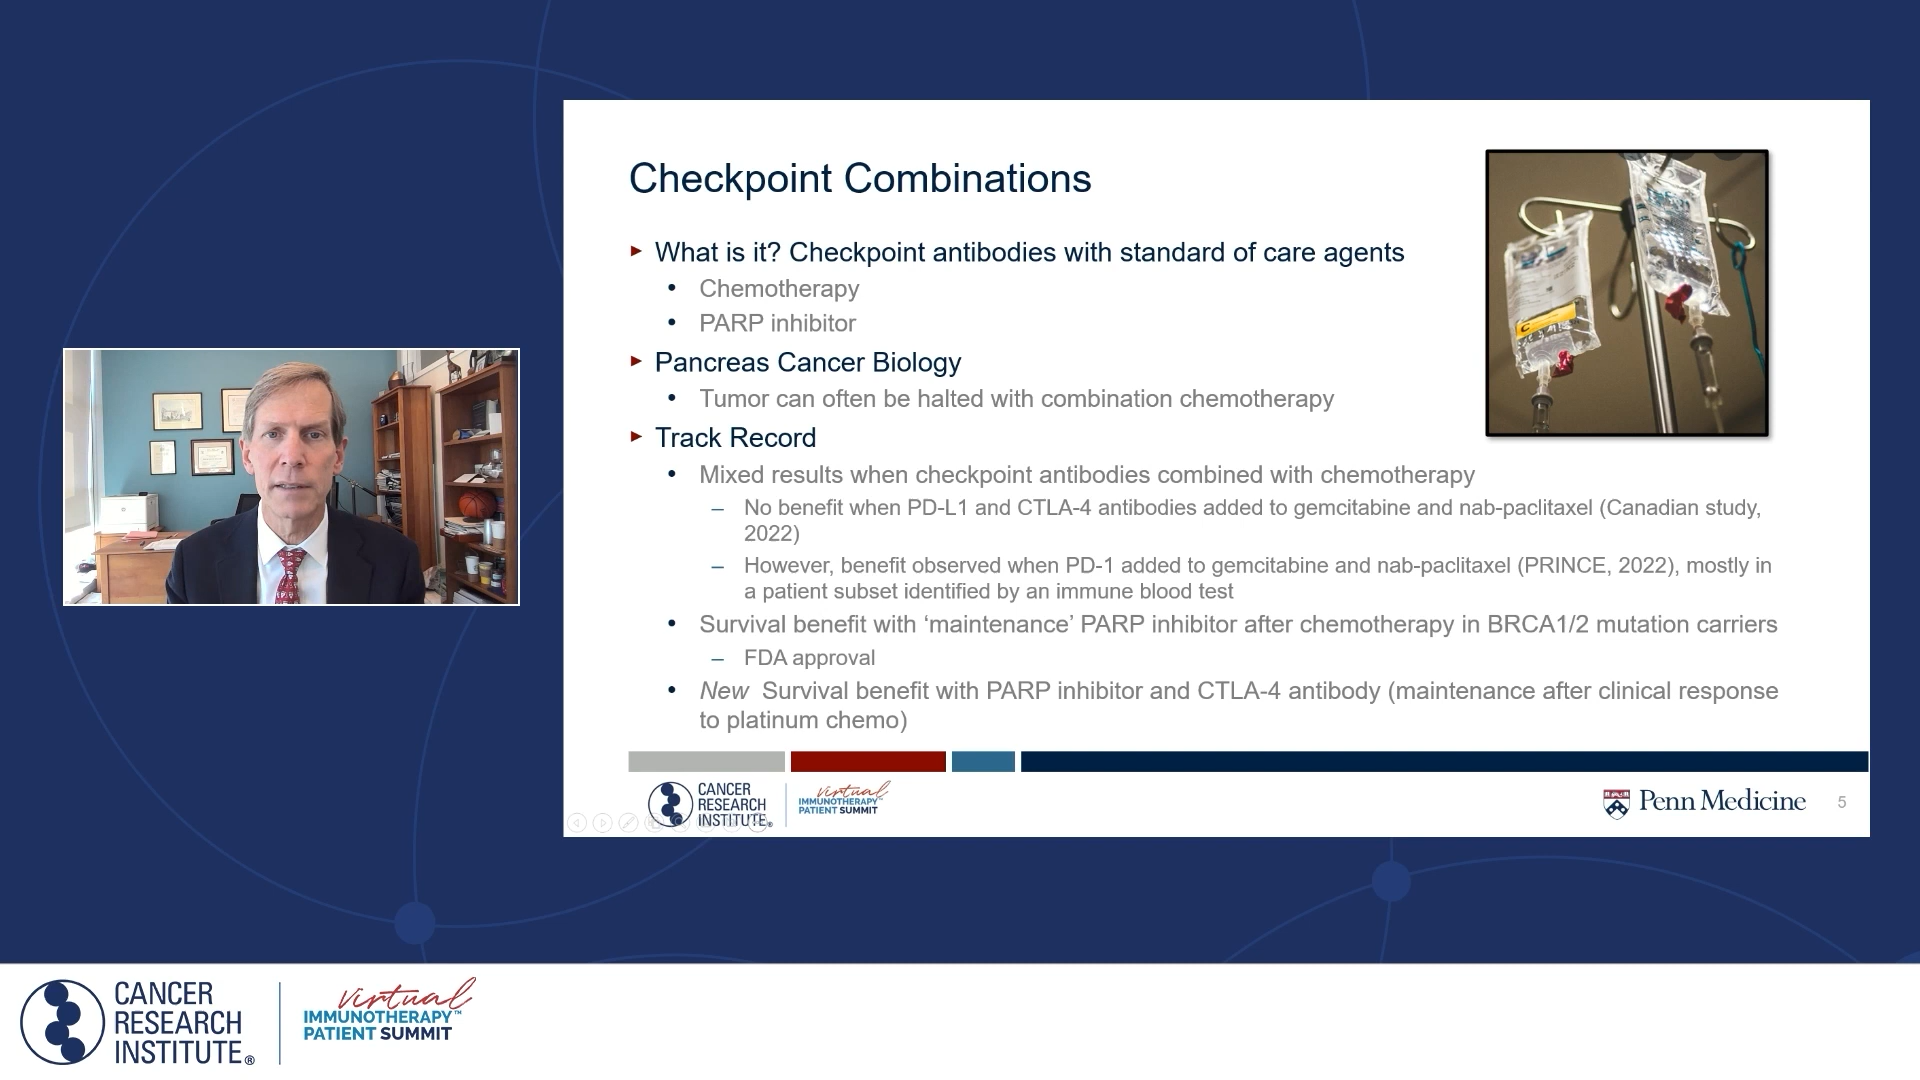 Checkpoint Combinations
What is it? Checkpoint antibodies with standard of care agents
Chemotherapy
PARP inhibitor
Pancreas Cancer Biology
Tumor can often be halted with combination chemotherapy
Track Record
Mixed results when checkpoint antibodies combined with chemotherapy
No benefit when PD-L1 and CTLA-4 antibodies added to gemcitabine and nab-paclitaxel (Canadian study,
2022)
However, benefit observed when PD-1 added to gemcitabine and nab-paclitaxel (PRINCE, 2022), mostly in
a patient subset identified by an immune blood test
Survival benefit with ‘maintenance’ PARP inhibitor after chemotherapy in BRCA1/2 mutation carriers
FDA approval
New Survival benefit with PARP inhibitor and CTLA-4 antibody (maintenance after clinical response
to platinum chemo)
CANCER
RESEARCH
INSTITUTE®
virtual
IMMUNOTHERAPY™
PATIENT SUMMIT
Penn Medicine
5
CANCER
RESEARCH
INSTITUTE®
virtual
IMMUNOTHERAPY™
PATIENT SUMMIT